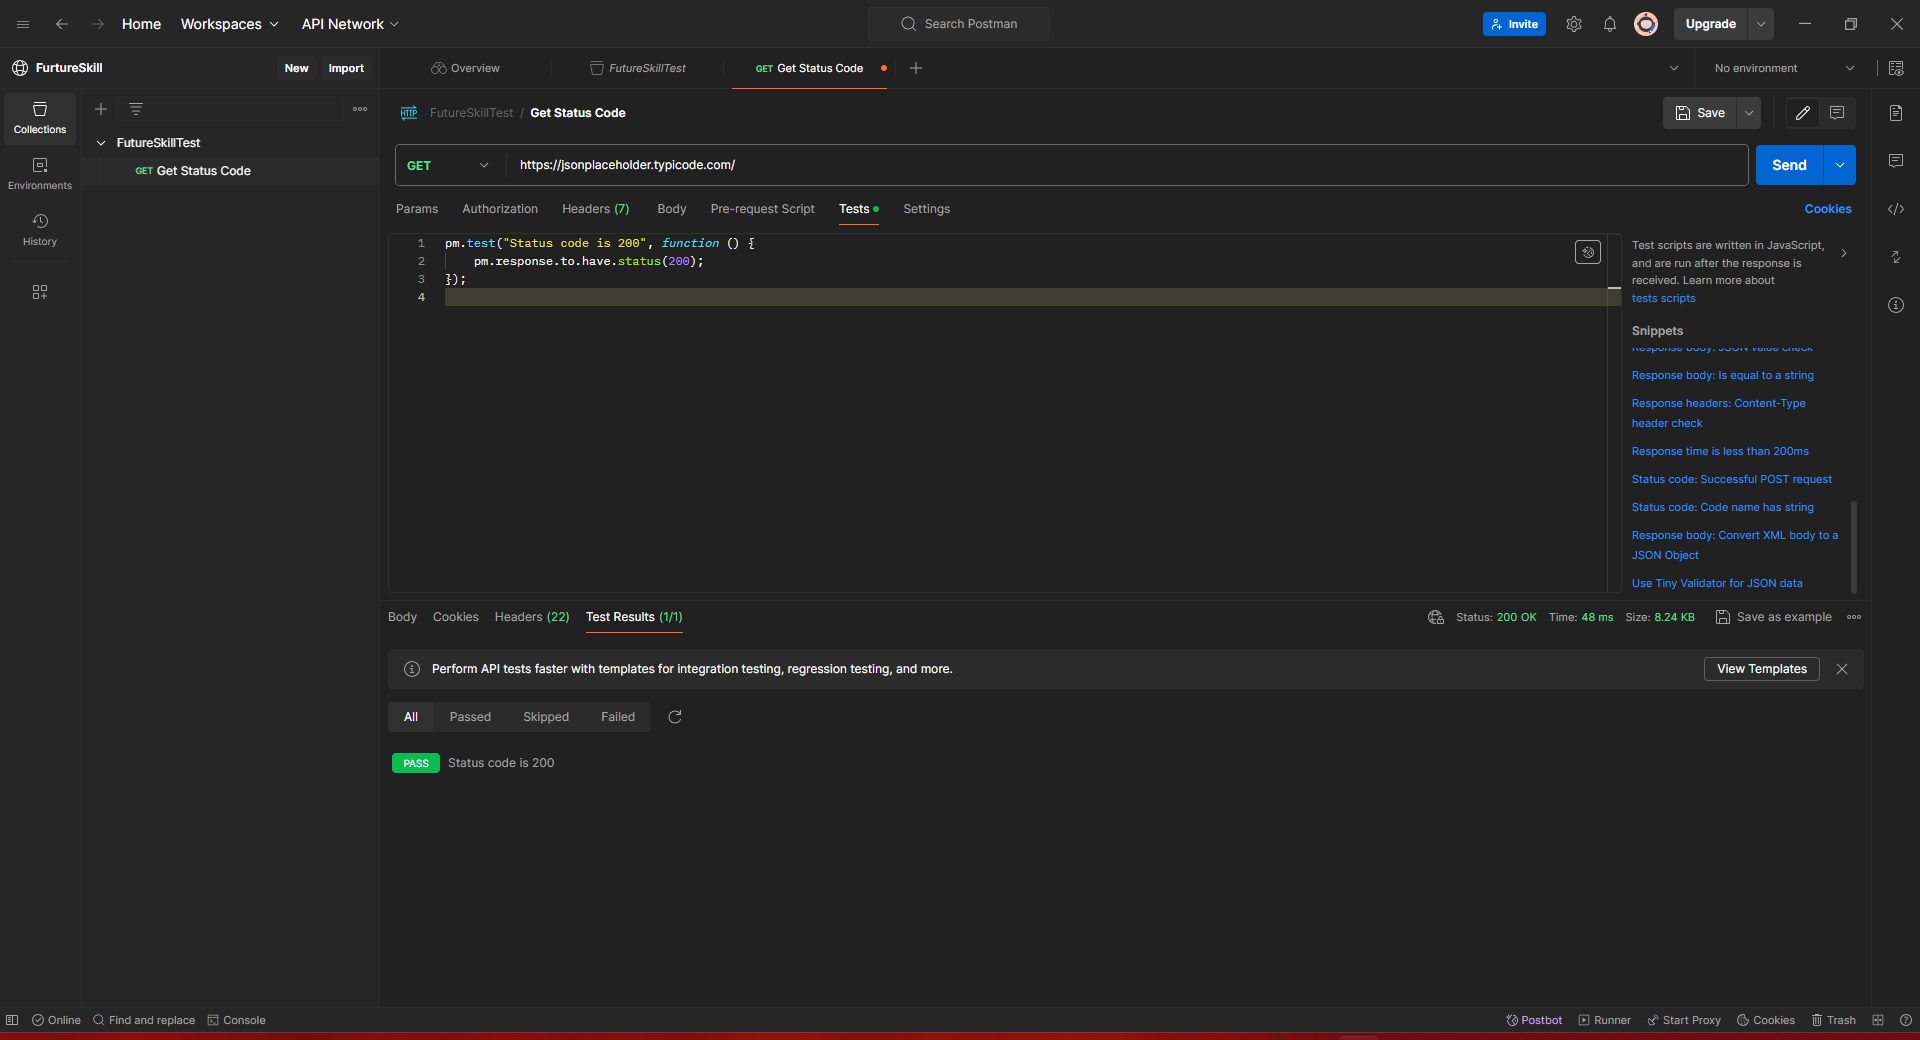 Home
Workspaces
API Network
Search Postman
Invite
Upgrade
FurtureSkill
New
Import
Overview
FutureSkillTest
GET Get Status Code
No environment
Collections
Environments
History
FutureSkillTest
GET Get Status Code
HTTP
FutureSkillTest / Get Status Code
Save
GET
https://jsonplaceholder.typicode.com/
Send
Params
Authorization
Headers (7)
Body
Pre-request Script
Tests
Settings
Cookies
1 pm.test("Status code is 200", function () {
2     pm.response.to.have.status(200);
3 });
4
Test scripts are written in JavaScript,
and are run after the response is
received. Learn more about
tests scripts
Snippets
Response body: JSON value check
Response body: Is equal to a string
Response headers: Content-Type
header check
Response time is less than 200ms
Status code: Successful POST request
Status code: Code name has string
Response body: Convert XML body to a
JSON Object
Use Tiny Validator for JSON data
Body
Cookies
Headers (22)
Test Results (1/1)
Status: 200 OK
Time: 48 ms
Size: 8.24 KB
Save as example
Perform API tests faster with templates for integration testing, regression testing, and more.
View Templates
All
Passed
Skipped
Failed
PASS
Status code is 200
Online
Find and replace
Console
Postbot
Runner
Start Proxy
Cookies
Trash